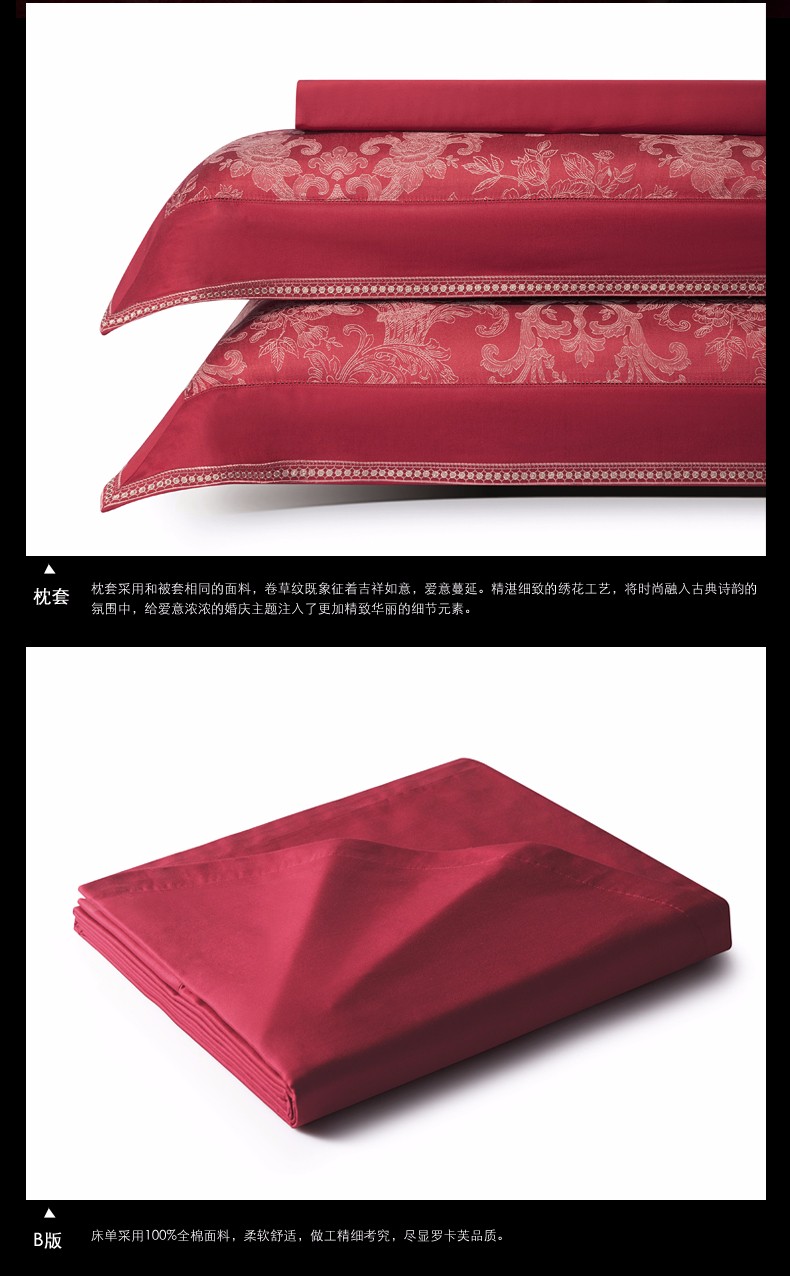 枕套
枕套采用和被套相同的面料，卷草纹既象征着吉祥如意，爱意蔓延。精湛细致的绣花工艺，将时尚融入古典诗韵的
氛围中，给爱意浓浓的婚庆主题注入了更加精致华丽的细节元素。
B版
床单采用100%全棉面料，柔软舒适，做工精细考究，尽显罗卡芙品质。